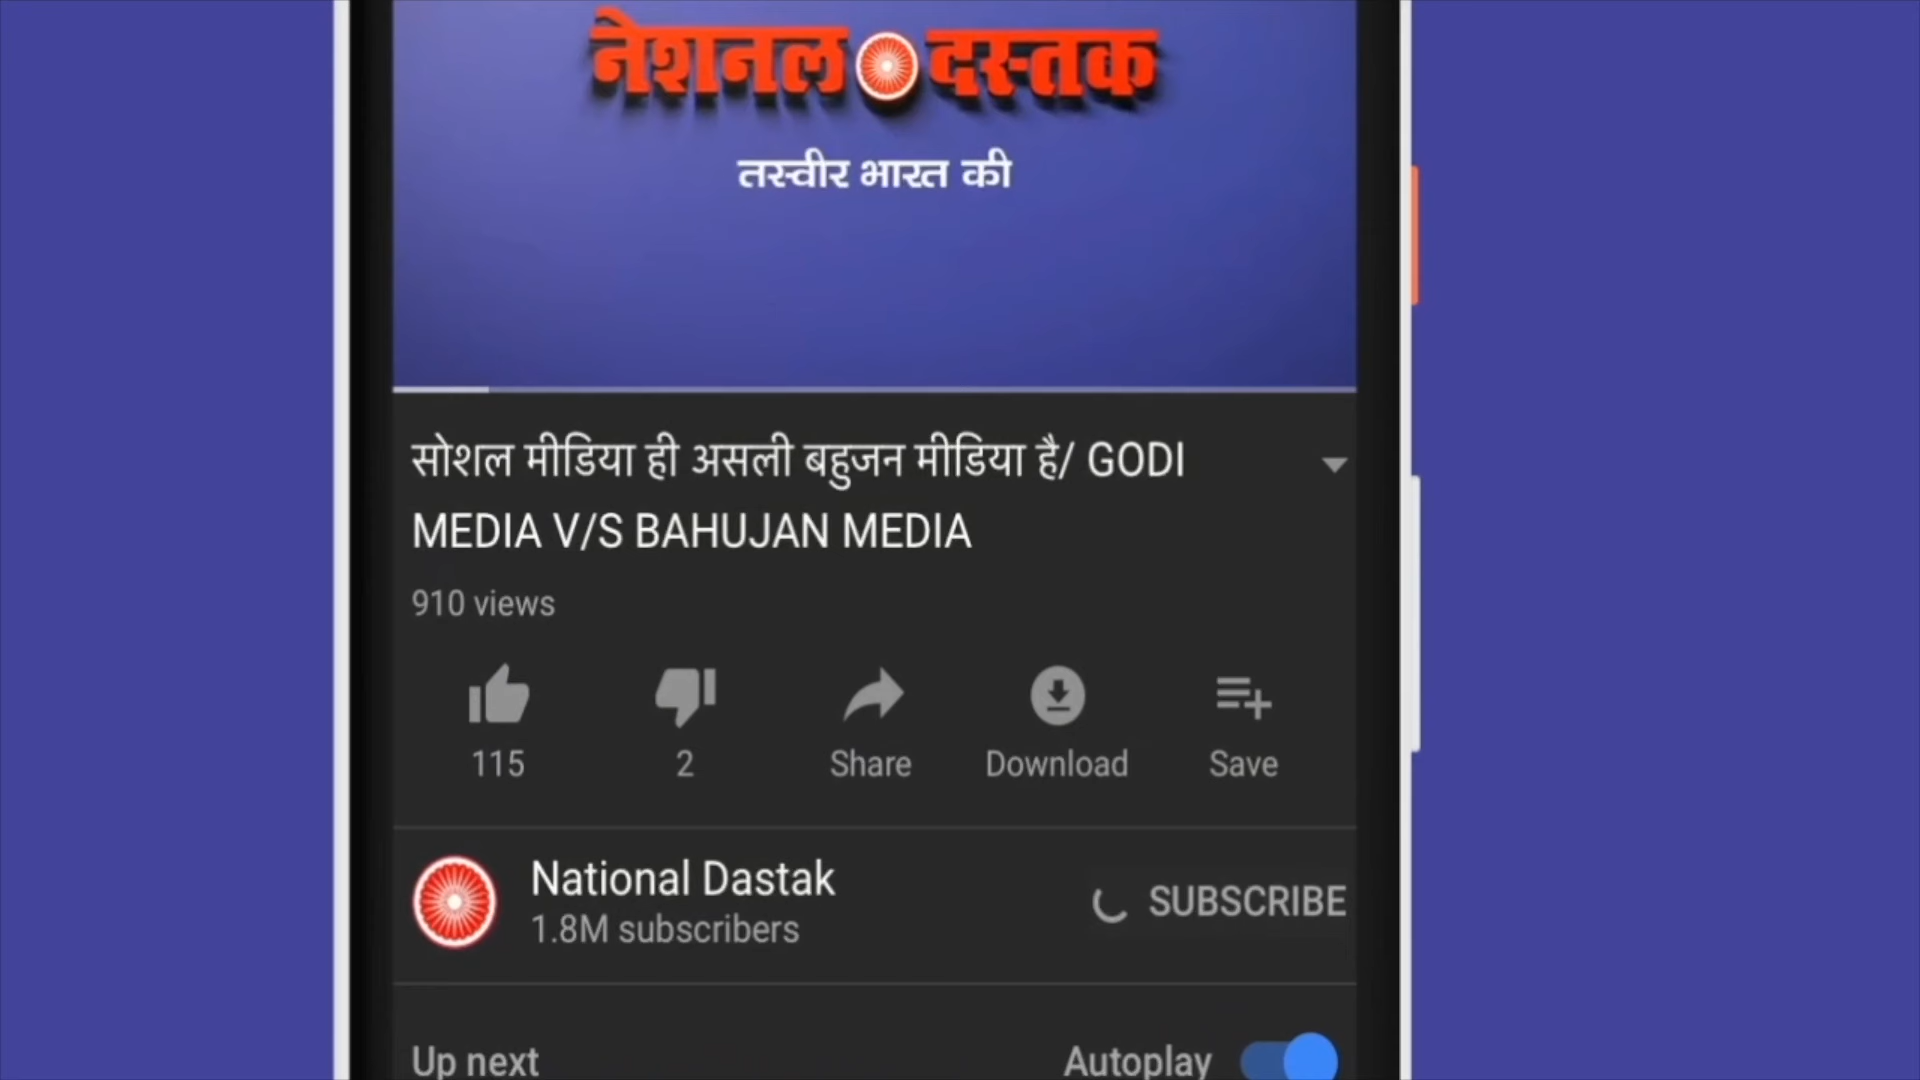 नेशनल दस्तक
तस्वीर भारत की
सोशल मीडिया ही असली बहुजन मीडिया है/ GODI
MEDIA V/S BAHUJAN MEDIA
910 views
115 2 Share Download Save
National Dastak
1.8M subscribers
SUBSCRIBE
Up next Autoplay